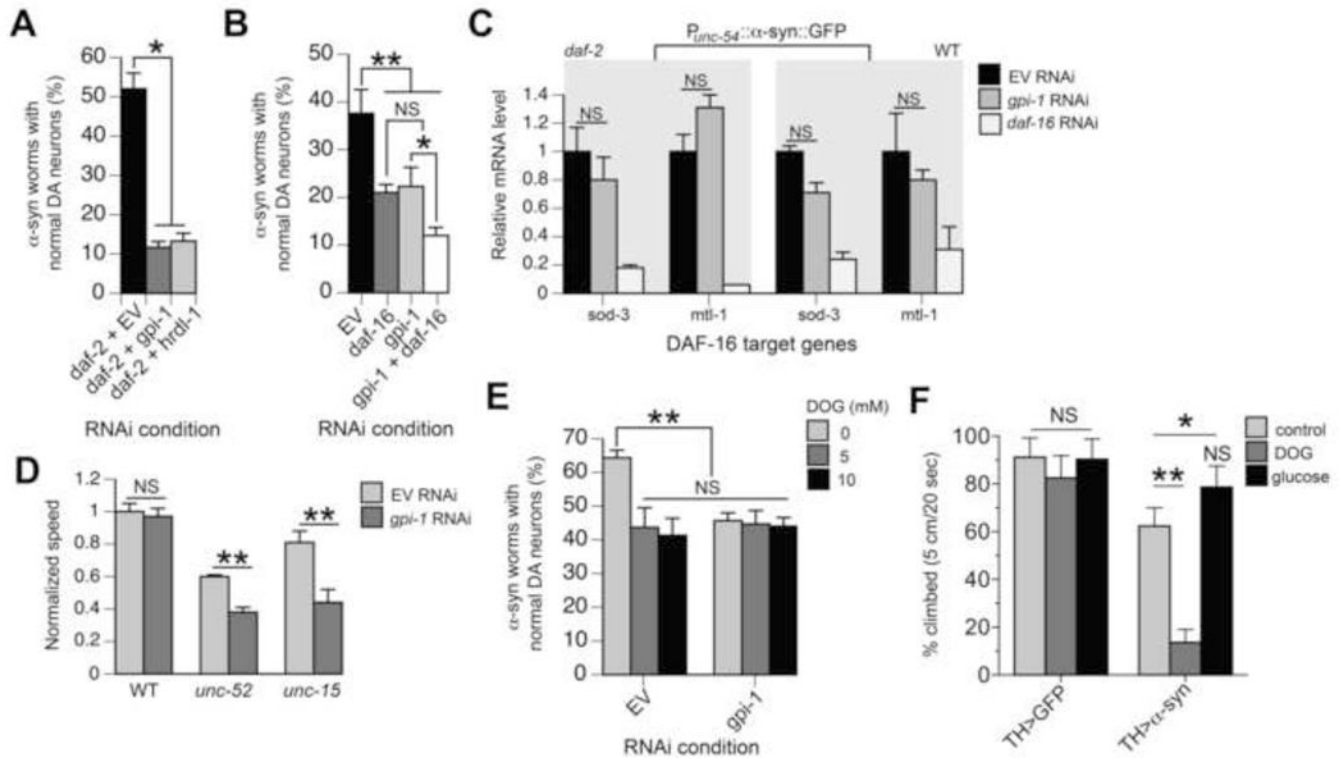 A
α-syn worms with
normal DA neurons (%)
60
50
40
30
20
10
0
*
daf-2 + EV
daf-2 + gpi-1
daf-2 + hrdl-1
RNAi condition
B
α-syn worms with
normal DA neurons (%)
50
40
30
20
10
0
**
NS
*
EV
daf-16
gpi-1
gpi-1 + daf-16
RNAi condition
C
Punc-54::α-syn::GFP
daf-2
WT
Relative mRNA level
1.4
1.2
1
0.8
0.6
0.4
0.2
0
NS
NS
NS
NS
sod-3
mtl-1
sod-3
mtl-1
DAF-16 target genes
EV RNAi
gpi-1 RNAi
daf-16 RNAi
D
Normalized speed
1.2
1
0.8
0.6
0.4
0.2
0
NS
**
**
WT
unc-52
unc-15
EV RNAi
gpi-1 RNAi
E
α-syn worms with
normal DA neurons (%)
70
60
50
40
30
20
10
0
**
NS
EV
gpi-1
RNAi condition
DOG (mM)
0
5
10
F
% climbed (5 cm/20 sec)
100
80
60
40
20
0
NS
*
**
NS
TH>GFP
TH>α-syn
control
DOG
glucose